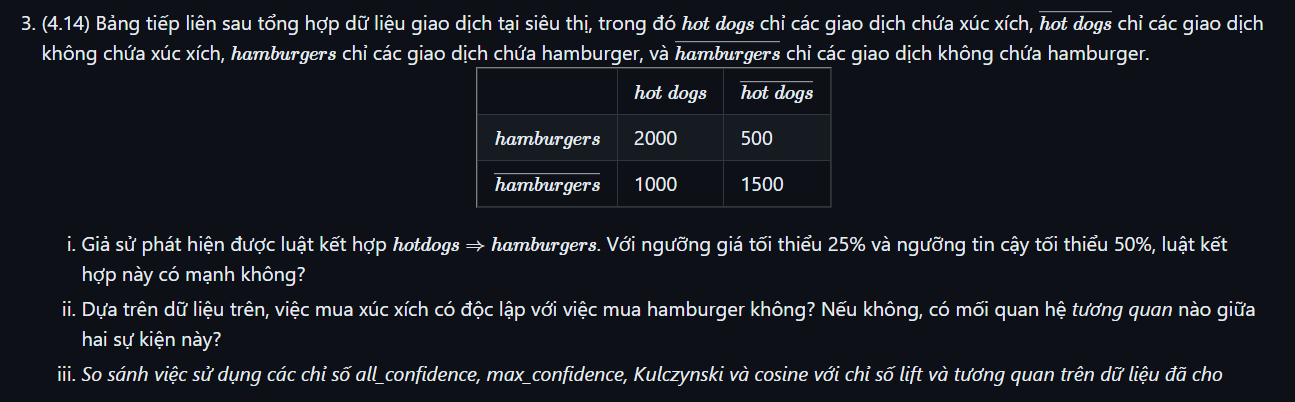 3. (4.14) Bảng tiếp liên sau tổng hợp dữ liệu giao dịch tại siêu thị, trong đó hot dogs chỉ các giao dịch chứa xúc xích, \overline{hot dogs} chỉ các giao dịch
không chứa xúc xích, hamburgers chỉ các giao dịch chứa hamburger, và \overline{hamburgers} chỉ các giao dịch không chứa hamburger.
hot dogs \overline{hot dogs}
hamburgers 2000 500
\overline{hamburgers} 1000 1500
i. Giả sử phát hiện được luật kết hợp hotdogs ⇒ hamburgers. Với ngưỡng giá tối thiểu 25% và ngưỡng tin cậy tối thiểu 50%, luật kết
hợp này có mạnh không?
ii. Dựa trên dữ liệu trên, việc mua xúc xích có độc lập với việc mua hamburger không? Nếu không, có mối quan hệ tương quan nào giữa
hai sự kiện này?
iii. So sánh việc sử dụng các chỉ số all_confidence, max_confidence, Kulczynski và cosine với chỉ số lift và tương quan trên dữ liệu đã cho